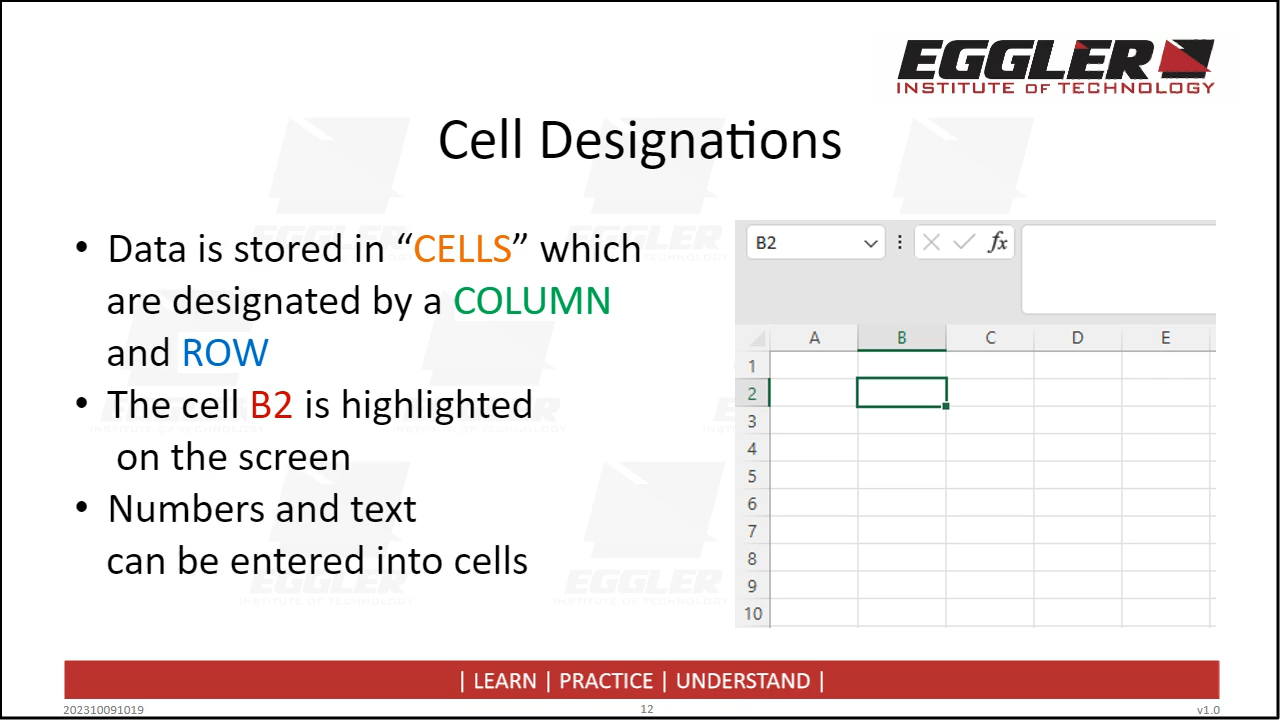 EGGLER
INSTITUTE OF TECHNOLOGY
Cell Designations
• Data is stored in “CELLS” which
are designated by a COLUMN
and ROW
• The cell B2 is highlighted
on the screen
• Numbers and text
can be entered into cells
B2 fx
A B C D E
1
2
3
4
5
6
7
8
9
10
| LEARN | PRACTICE | UNDERSTAND |
202310091019 12 v1.0